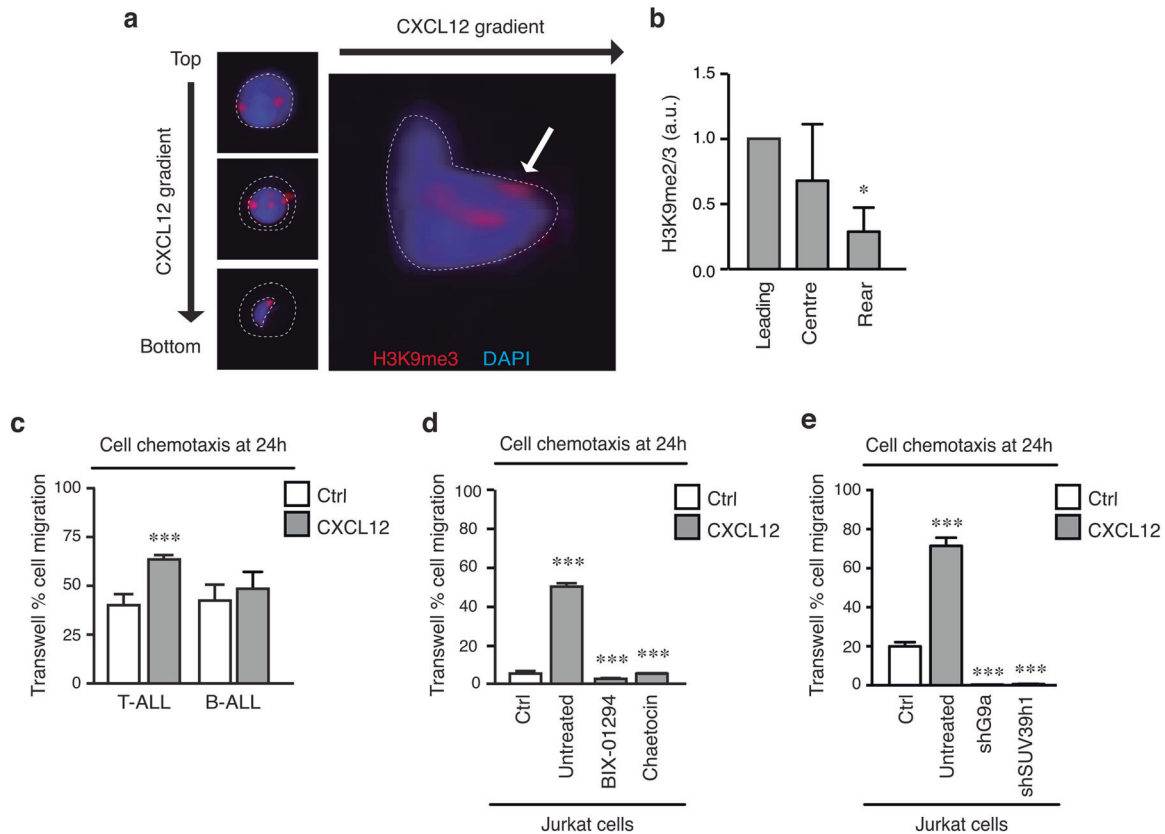 a
CXCL12 gradient
Top
CXCL12 gradient
Bottom
H3K9me3 DAPI
b
H3K9me2/3 (a.u.)
1.5
1.0
0.5
0.0
*
Leading
Centre
Rear
c
Cell chemotaxis at 24h
Transwell % cell migration
100
75
50
25
0
***
Ctrl
CXCL12
T-ALL B-ALL
d
Cell chemotaxis at 24h
Transwell % cell migration
100
80
60
40
20
0
***
*** ***
Ctrl
CXCL12
Ctrl
Untreated
BIX-01294
Chaetocin
Jurkat cells
e
Cell chemotaxis at 24h
Transwell % cell migration
100
80
60
40
20
0
***
*** ***
Ctrl
CXCL12
Ctrl
Untreated
shG9a
shSUV39h1
Jurkat cells